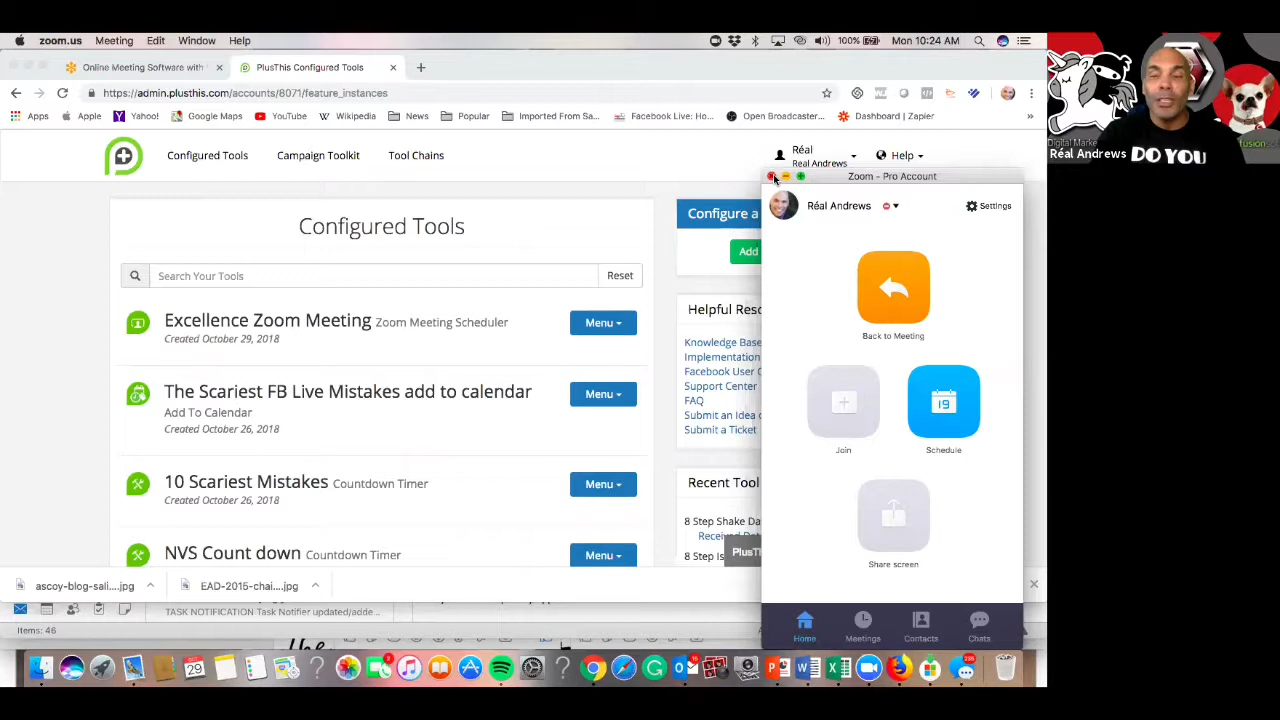 zoom.us Meeting Edit Window Help 100% Mon 10:24 AM
Online Meeting Software with PlusThis Configured Tools
https://admin.plusthis.com/accounts/8071/feature_instances
Apps Apple Yahoo! Google Maps YouTube Wikipedia News Popular Imported From Sa... Facebook Live: Ho... Open Broadcaster... Dashboard | Zapier
Configured Tools Campaign Toolkit Tool Chains
Réal
Réal Andrews
Help
Digital Marke
fusion
Réal Andrews
DO YOU
Zoom - Pro Account
Réal Andrews
Settings
Back to Meeting
Join
Schedule
19
Share screen
Home Meetings Contacts Chats
Configured Tools
Search Your Tools Reset
Excellence Zoom Meeting Zoom Meeting Scheduler
Created October 29, 2018
Menu
The Scariest FB Live Mistakes add to calendar
Add To Calendar
Created October 26, 2018
Menu
10 Scariest Mistakes Countdown Timer
Created October 26, 2018
Menu
NVS Count down Countdown Timer
Menu
Configure a
Add
Helpful Reso
Knowledge Base
Implementation
Facebook User G
Support Center
FAQ
Submit an Idea o
Submit a Ticket
Recent Tool
8 Step Shake Da
8 Step Is
PlusTh
ascoy-blog-sali....jpg EAD-2015-chai....jpg
TASK NOTIFICATION Task Notifier updated/adde...
Items: 46